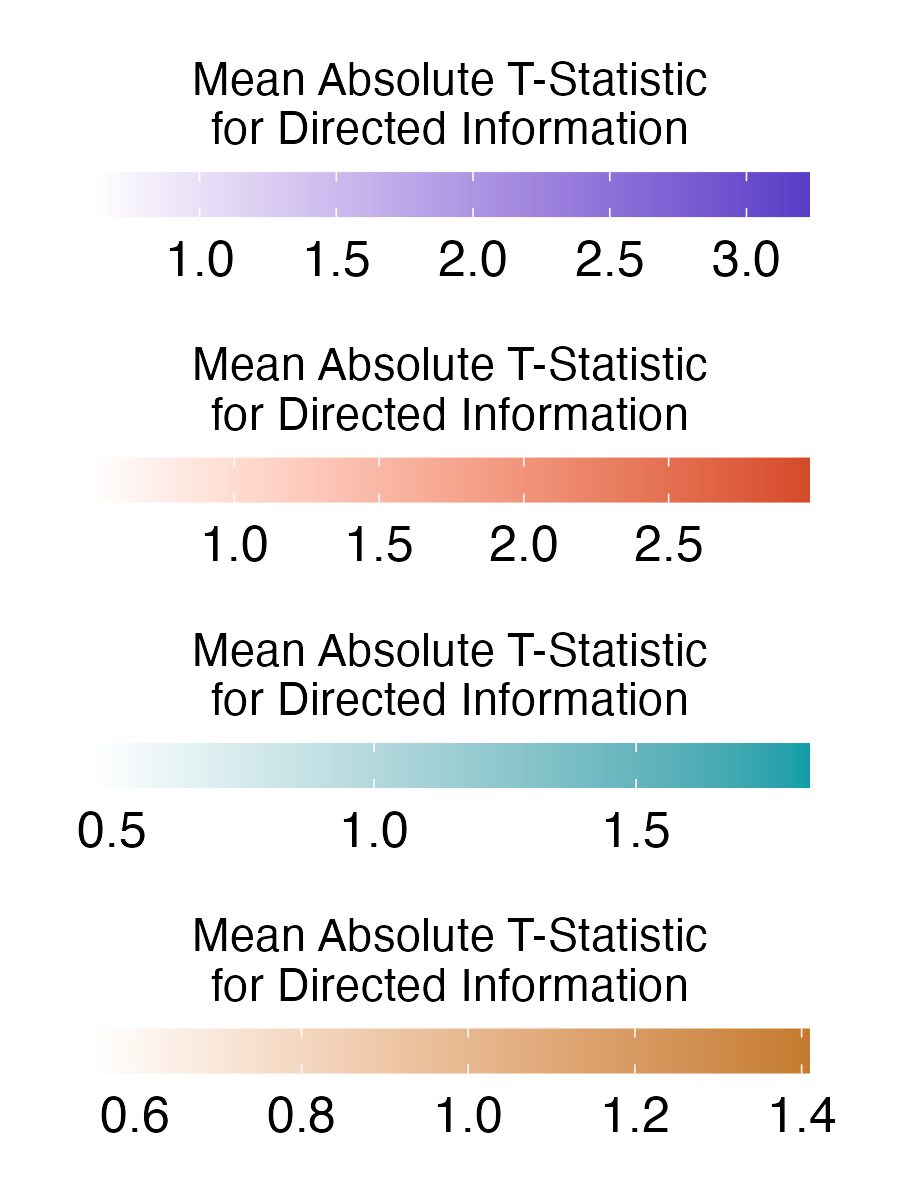 Mean Absolute T-Statistic
for Directed Information
1.0 1.5 2.0 2.5 3.0
Mean Absolute T-Statistic
for Directed Information
1.0 1.5 2.0 2.5
Mean Absolute T-Statistic
for Directed Information
0.5 1.0 1.5
Mean Absolute T-Statistic
for Directed Information
0.6 0.8 1.0 1.2 1.4